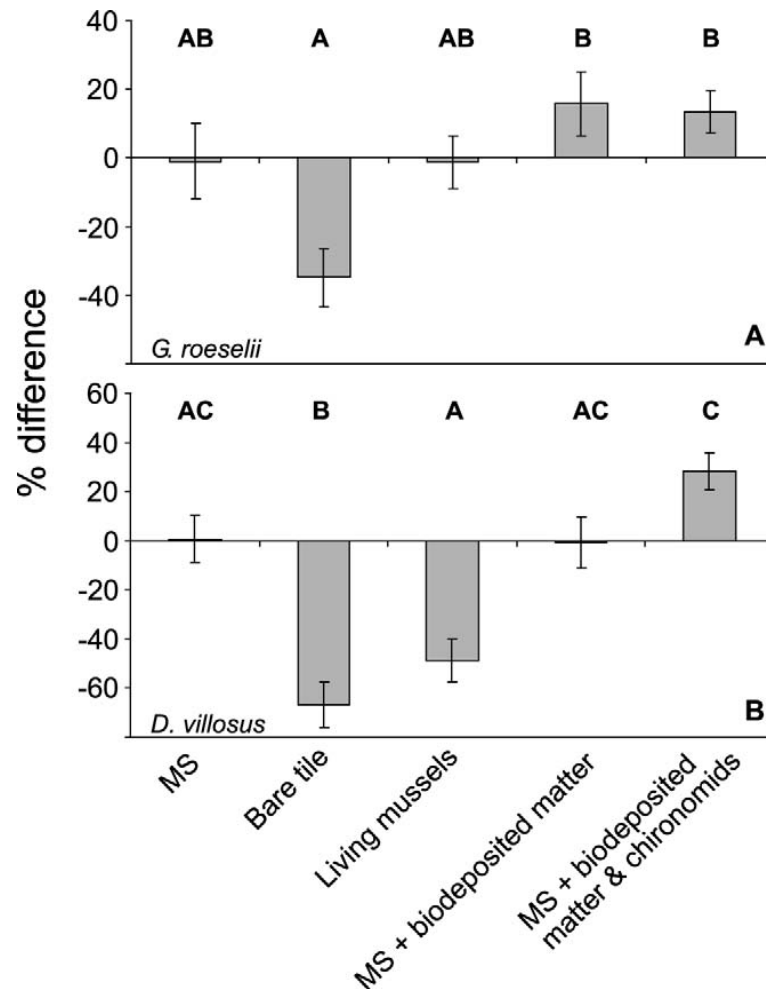 % difference
40
20
0
-20
-40
AB A AB B B
G. roeselii
A
60
40
20
0
-20
-40
-60
AC B A AC C
D. villosus
B
MS
Bare tile
Living mussels
MS + biodeposited matter
MS + biodeposited
matter & chironomids